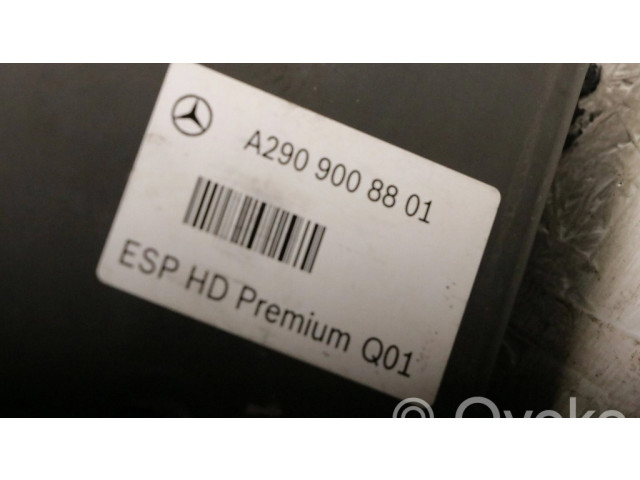 A290 900 88 01
ESP HD Premium Q01
© Ovoko